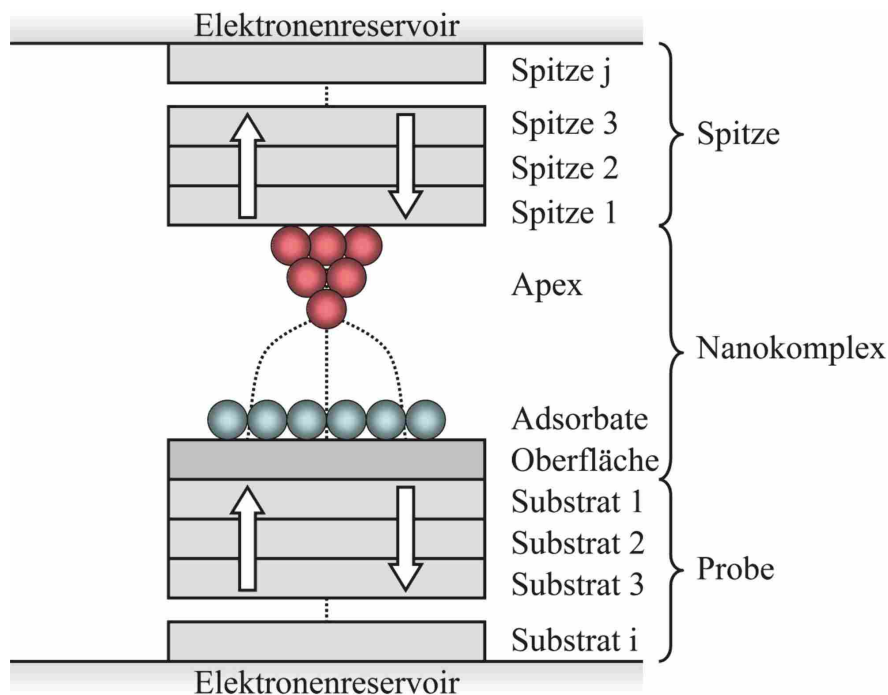 Elektronenreservoir
Spitze j
Spitze 3
Spitze 2
Spitze 1
Spitze
Apex
Nanokomplex
Adsorbate
Oberfläche
Substrat 1
Substrat 2
Substrat 3
Probe
Substrat i
Elektronenreservoir